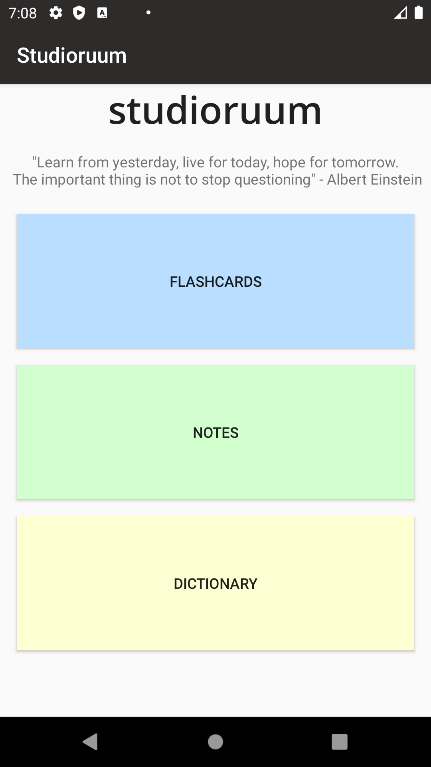 7:08
Studioruum
studioruum
"Learn from yesterday, live for today, hope for tomorrow.
The important thing is not to stop questioning" - Albert Einstein
FLASHCARDS
NOTES
DICTIONARY